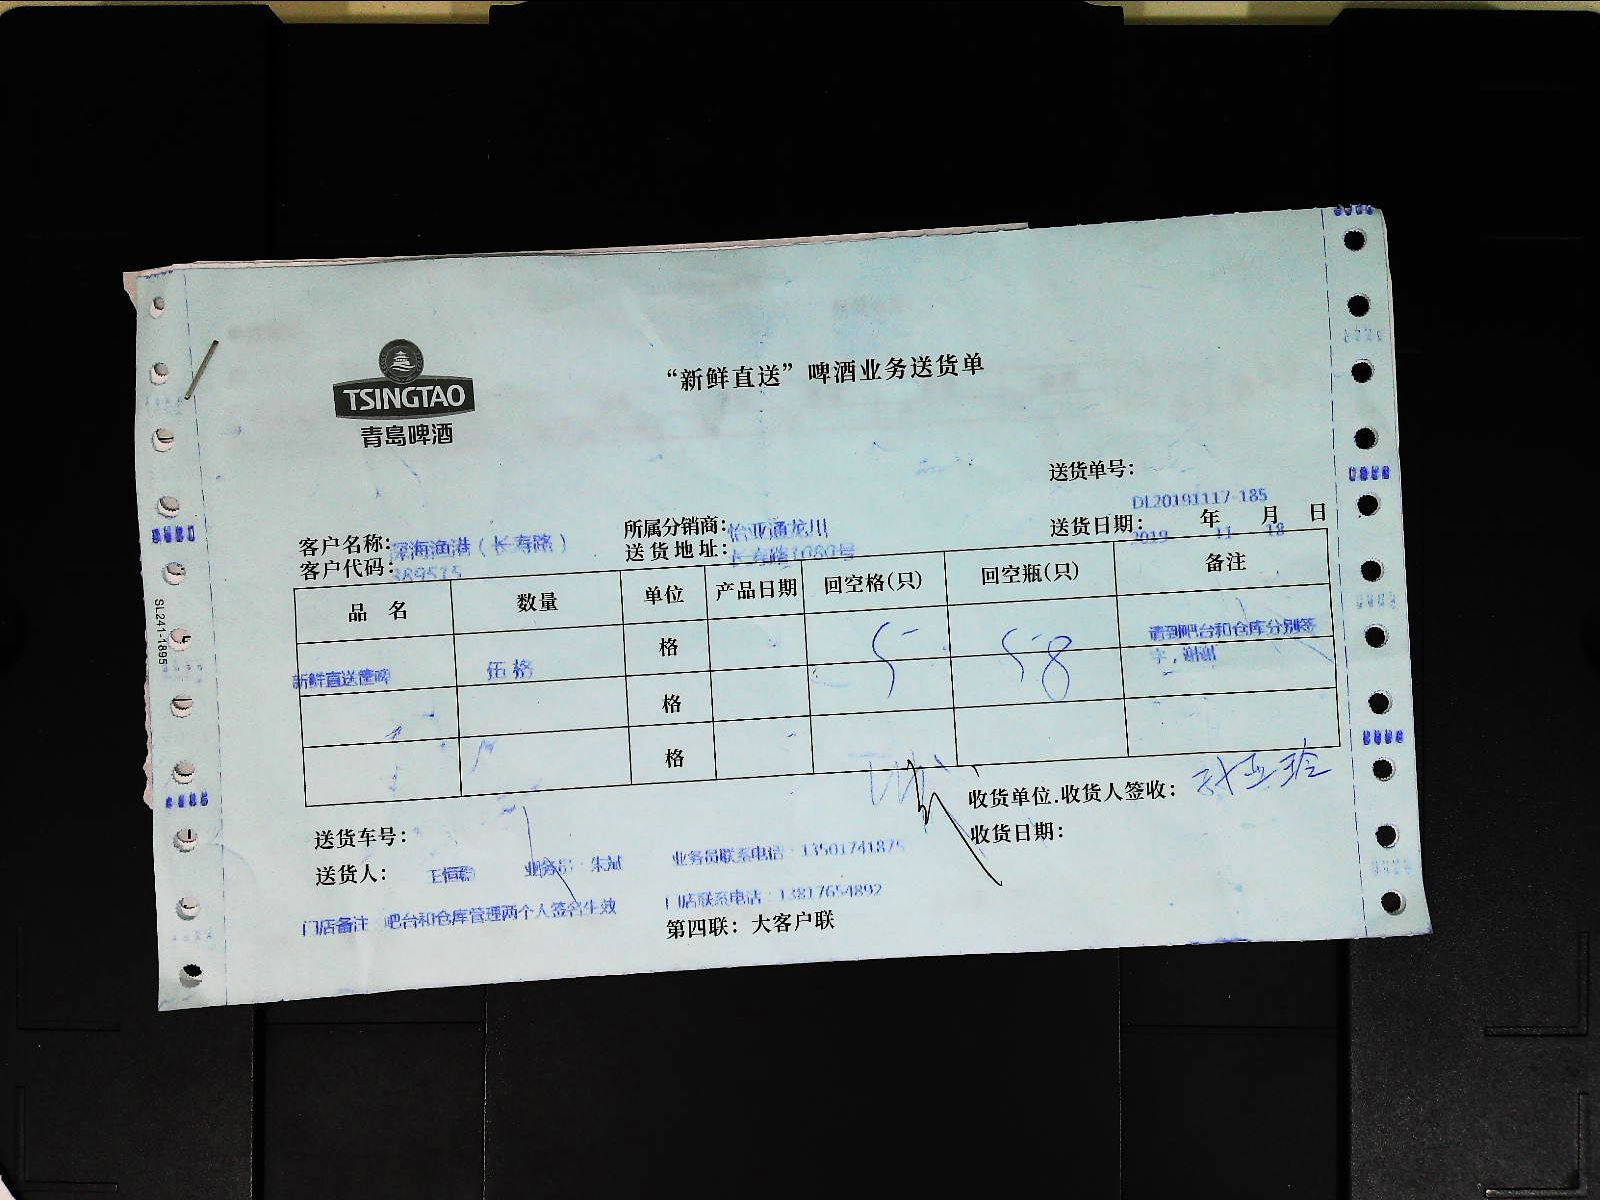 TSINGTAO
青島啤酒
“新鲜直送”啤酒业务送货单
送货单号：
DL20191117-185
客户名称：深海渔港（长寿路） 所属分销商：怡亚通龙川 送货日期： 年 月 日
2019 11 18
客户代码：389515 送货地址：长寿路1080号
品 名 数量 单位 产品日期 回空格(只) 回空瓶(只) 备注
新鲜直送 伍格 格 5 58 请到吧台和仓库分别签
字，谢谢
格
格
SL241-1895
收货单位.收货人签收：
送货车号： 收货日期：
送货人： 业务员：朱斌 业务员联系电话：13501741875
门店备注 吧台和仓库管理两个人签名生效 门店联系电话：13817654892
第四联：大客户联